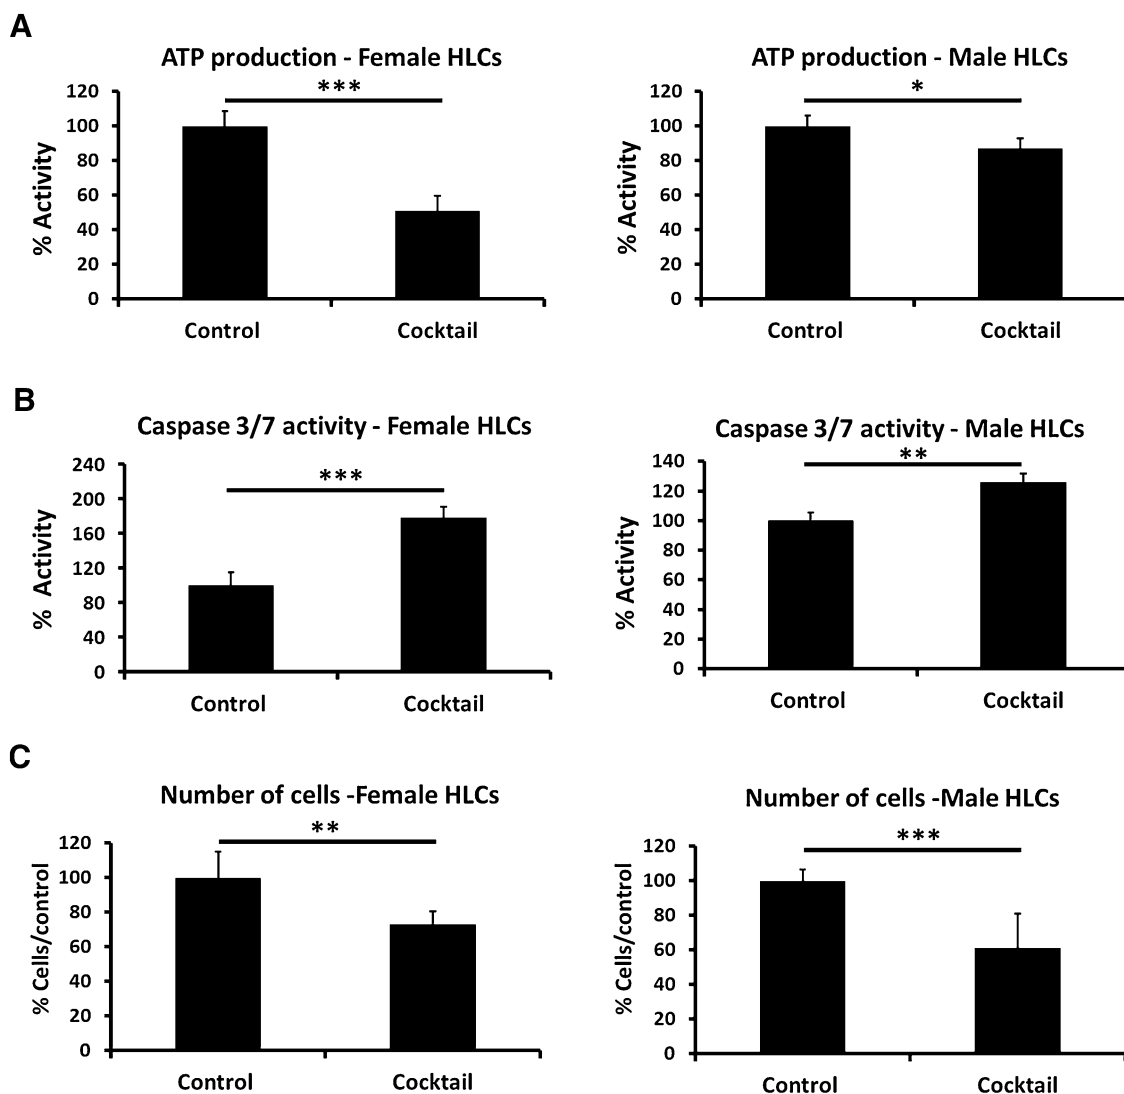 A
ATP production - Female HLCs
***
% Activity
120
100
80
60
40
20
0
Control Cocktail
ATP production - Male HLCs
*
% Activity
120
100
80
60
40
20
0
Control Cocktail
B
Caspase 3/7 activity - Female HLCs
***
% Activity
240
200
160
120
80
40
0
Control Cocktail
Caspase 3/7 activity - Male HLCs
**
% Activity
140
120
100
80
60
40
20
0
Control Cocktail
C
Number of cells -Female HLCs
**
% Cells/control
120
100
80
60
40
20
0
Control Cocktail
Number of cells -Male HLCs
***
% Cells/control
120
100
80
60
40
20
0
Control Cocktail